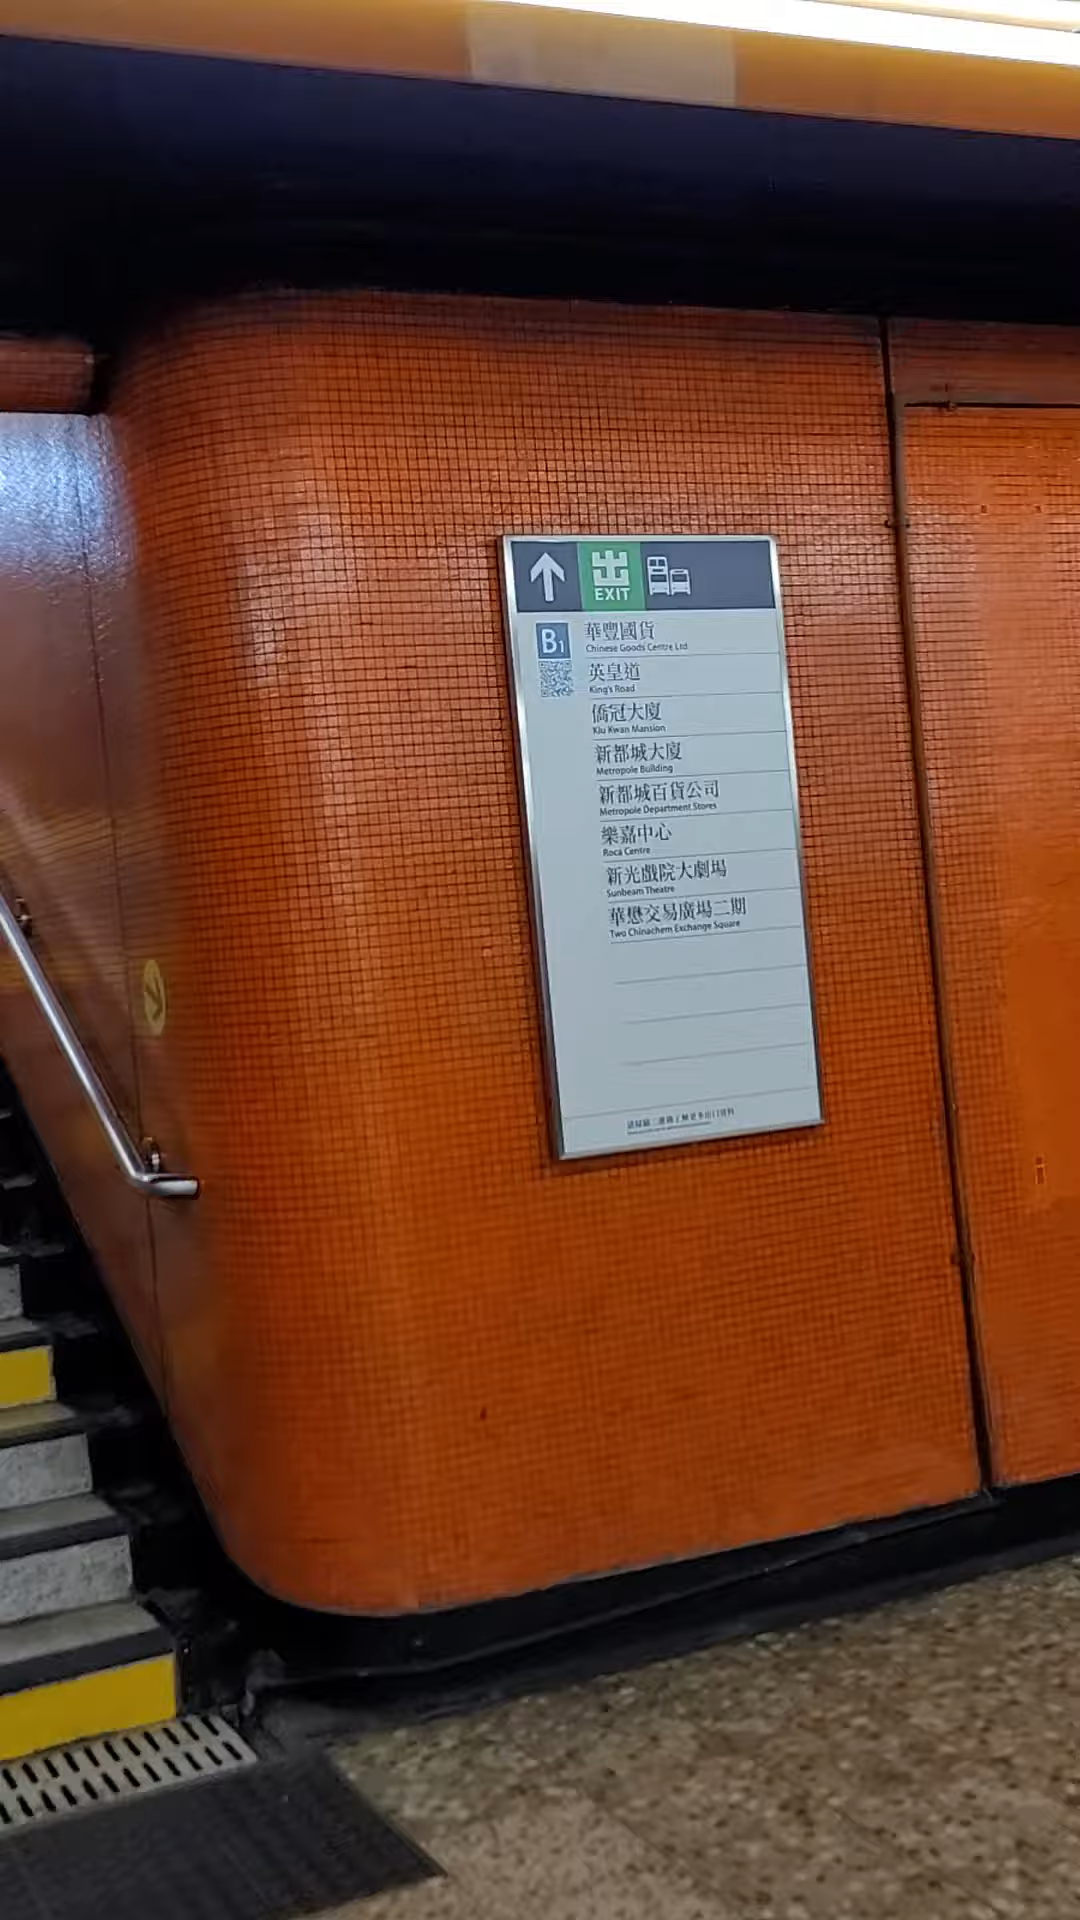 出
EXIT
B1
華豐國貨
Chinese Goods Centre Ltd
英皇道
King's Road
僑冠大廈
Kiu Kwan Mansion
新都城大廈
Metropole Building
新都城百貨公司
Metropole Department Stores
樂嘉中心
Roca Centre
新光戲院大劇場
Sunbeam Theatre
華懋交易廣場二期
Two Chinachem Exchange Square